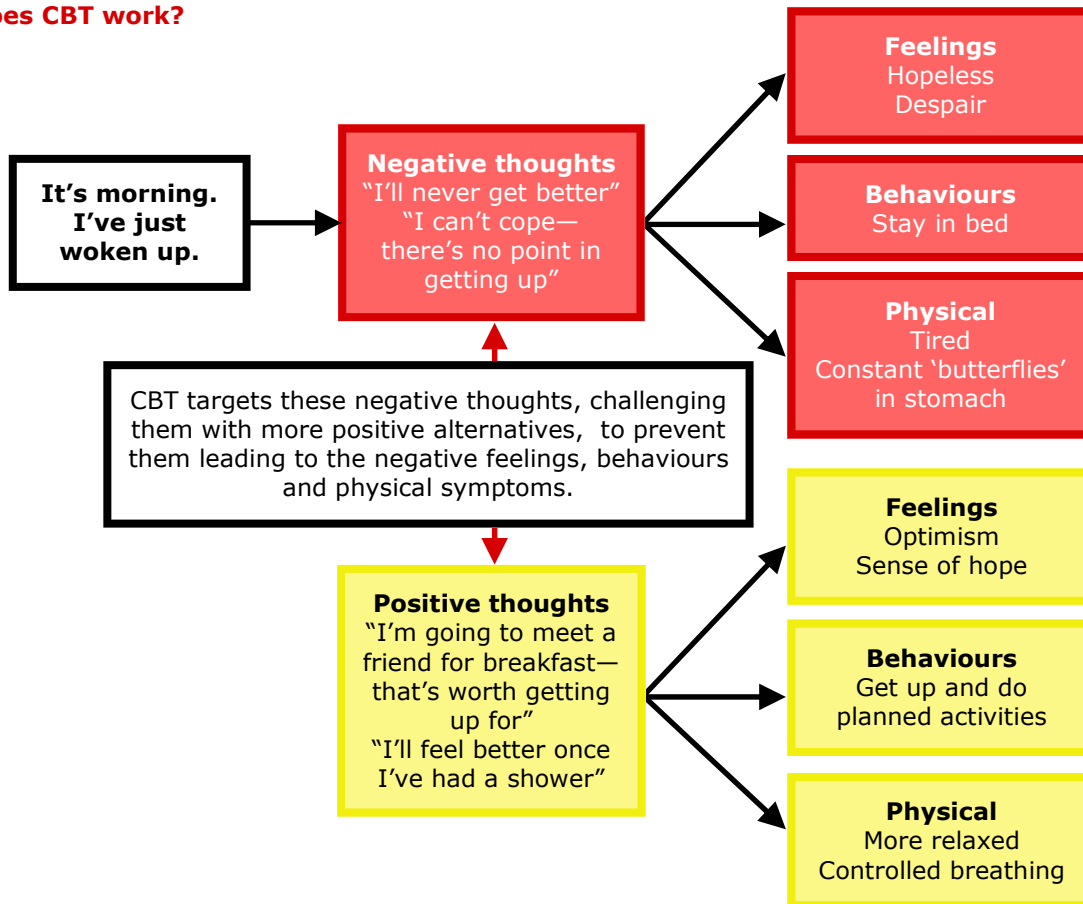 oes CBT work?
Feelings
Hopeless
Despair
It's morning.
I've just
woken up.
Negative thoughts
“I'll never get better”
“I can't cope—
there's no point in
getting up”
Behaviours
Stay in bed
Physical
Tired
Constant ‘butterflies’
in stomach
CBT targets these negative thoughts, challenging
them with more positive alternatives,  to prevent
them leading to the negative feelings, behaviours
and physical symptoms.
Positive thoughts
“I'm going to meet a
friend for breakfast—
that's worth getting
up for”
“I'll feel better once
I've had a shower”
Feelings
Optimism
Sense of hope
Behaviours
Get up and do
planned activities
Physical
More relaxed
Controlled breathing